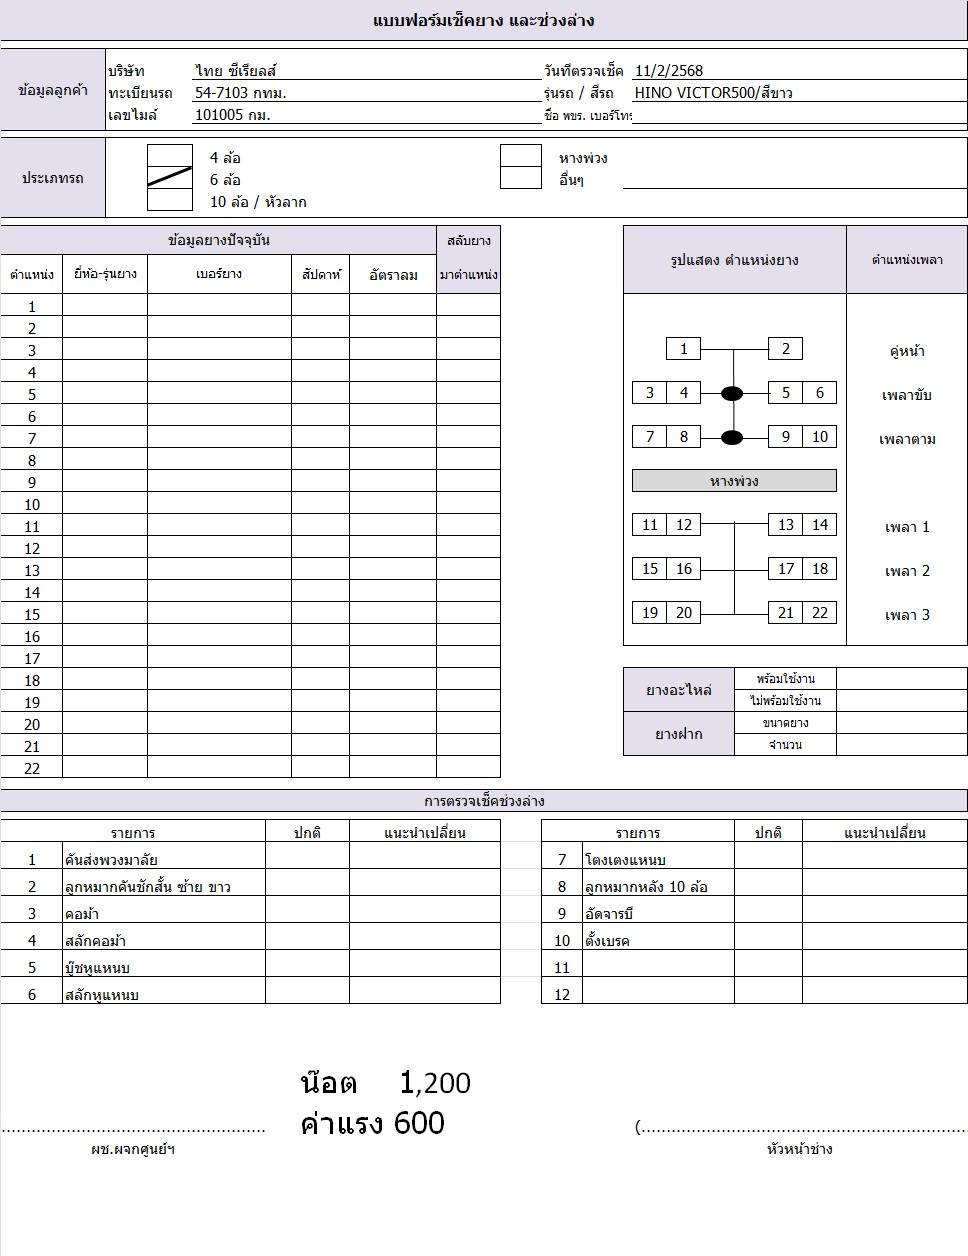 แบบฟอร์มเช็คยาง และช่วงล่าง
ข้อมูลลูกค้า
บริษัท ไทย ซีเรียลส์ วันที่ตรวจเช็ค 11/2/2568
ทะเบียนรถ 54-7103 กทม. รุ่นรถ / สีรถ HINO VICTOR500/สีขาว
เลขไมล์ 101005 กม. ชื่อ พขร. เบอร์โทร
ประเภทรถ
4 ล้อ หางพ่วง
6 ล้อ อื่นๆ
10 ล้อ / หัวลาก
ข้อมูลยางปัจจุบัน สลับยาง
ตำแหน่ง ยี่ห้อ-รุ่นยาง เบอร์ยาง สัปดาห์ อัตราลม มาตำแหน่ง
1
2
3
4
5
6
7
8
9
10
11
12
13
14
15
16
17
18
19
20
21
22
รูปแสดง ตำแหน่งยาง ตำแหน่งเพลา
1 2 คู่หน้า
3 4 5 6 เพลาขับ
7 8 9 10 เพลาตาม
หางพ่วง
11 12 13 14 เพลา 1
15 16 17 18 เพลา 2
19 20 21 22 เพลา 3
ยางอะไหล่ พร้อมใช้งาน
ไม่พร้อมใช้งาน
ยางฝาก ขนาดยาง
จำนวน
การตรวจเช็คช่วงล่าง
รายการ ปกติ แนะนำเปลี่ยน รายการ ปกติ แนะนำเปลี่ยน
1 คันส่งพวงมาลัย 7 โตงเตงแหนบ
2 ลูกหมากคันชักสั้น ซ้าย ขาว 8 ลูกหมากหลัง 10 ล้อ
3 คอม้า 9 อัดจารบี
4 สลักคอม้า 10 ตั้งเบรค
5 บู๊ชหูแหนบ 11
6 สลักหูแหนบ 12
น๊อต 1,200
ค่าแรง 600
..................................................... (.................................................................
ผช.ผจกศูนย์ฯ หัวหน้าช่าง